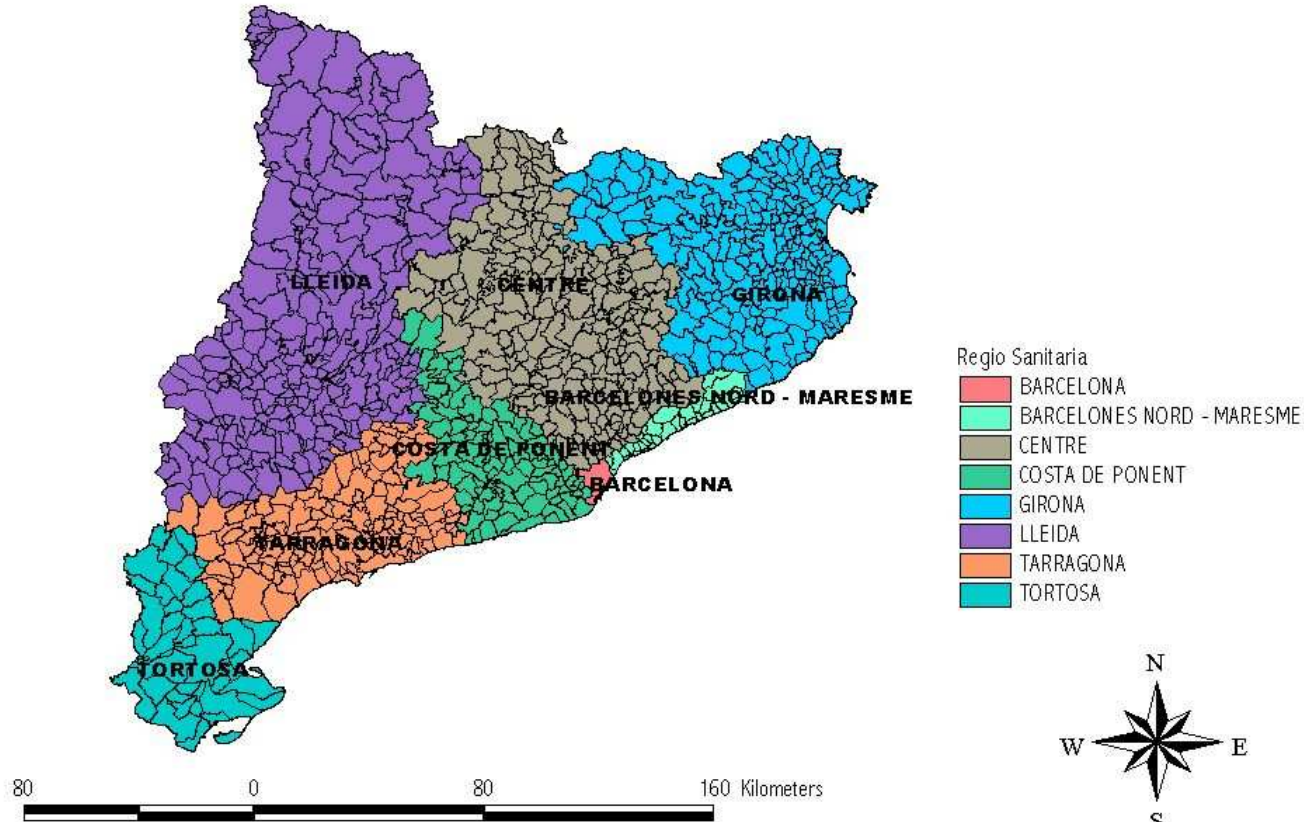 LLEIDA
CENTRE
GIRONA
BARCELONES NORD - MARESME
COSTA DE PONENT
BARCELONA
TARRAGONA
TORTOSA
Regio Sanitaria
BARCELONA
BARCELONES NORD - MARESME
CENTRE
COSTA DE PONENT
GIRONA
LLEIDA
TARRAGONA
TORTOSA
N
W E
S
80 0 80 160 Kilometers